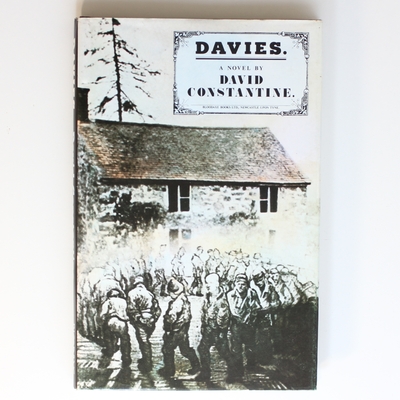 DAVIES.
A NOVEL BY
DAVID
CONSTANTINE.